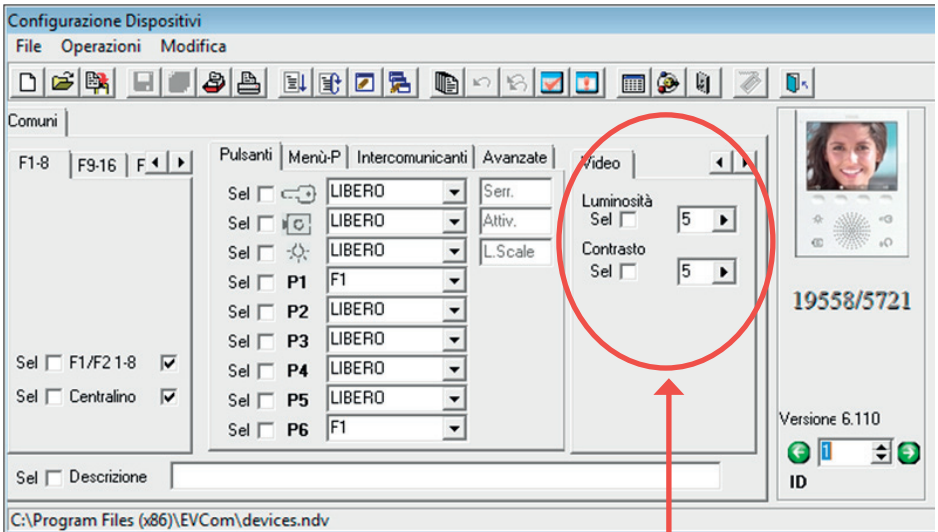 Configurazione Dispositivi
File Operazioni Modifica
Comuni
F1-8 F9-16 F
Sel F1/F2 1-8
Sel Centralino
Pulsanti Menù-P Intercomunicanti Avanzate
Sel LIBERO Serr.
Sel LIBERO Attiv.
Sel LIBERO L.Scale
Sel P1 F1
Sel P2 LIBERO
Sel P3 LIBERO
Sel P4 LIBERO
Sel P5 LIBERO
Sel P6 F1
Video
Luminosità
Sel 5
Contrasto
Sel 5
19558/5721
Versione 6.110
1
ID
Sel Descrizione
C:\Program Files (x86)\EVCom\devices.ndv